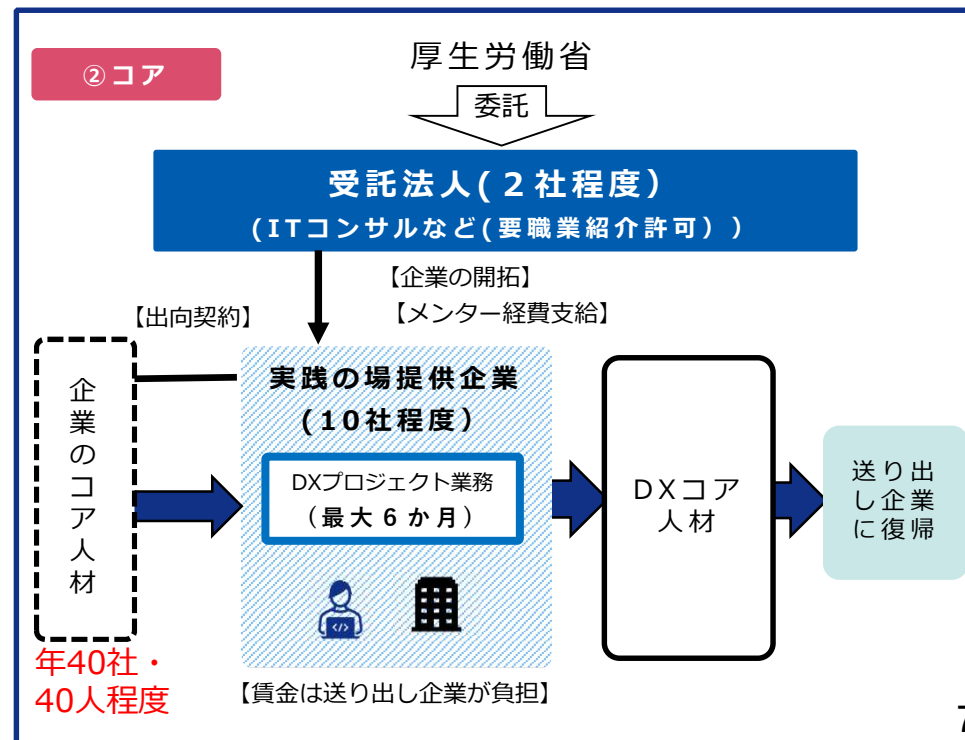 ②コア
厚生労働省
委託
受託法人(２社程度）
(ITコンサルなど(要職業紹介許可））
【企業の開拓】
【メンター経費支給】
【出向契約】
企業のコア人材
年40社・
40人程度
実践の場提供企業
(10社程度）
DXプロジェクト業務
（最大６か月）
【賃金は送り出し企業が負担】
DXコア
人材
送り出
し企業
に復帰